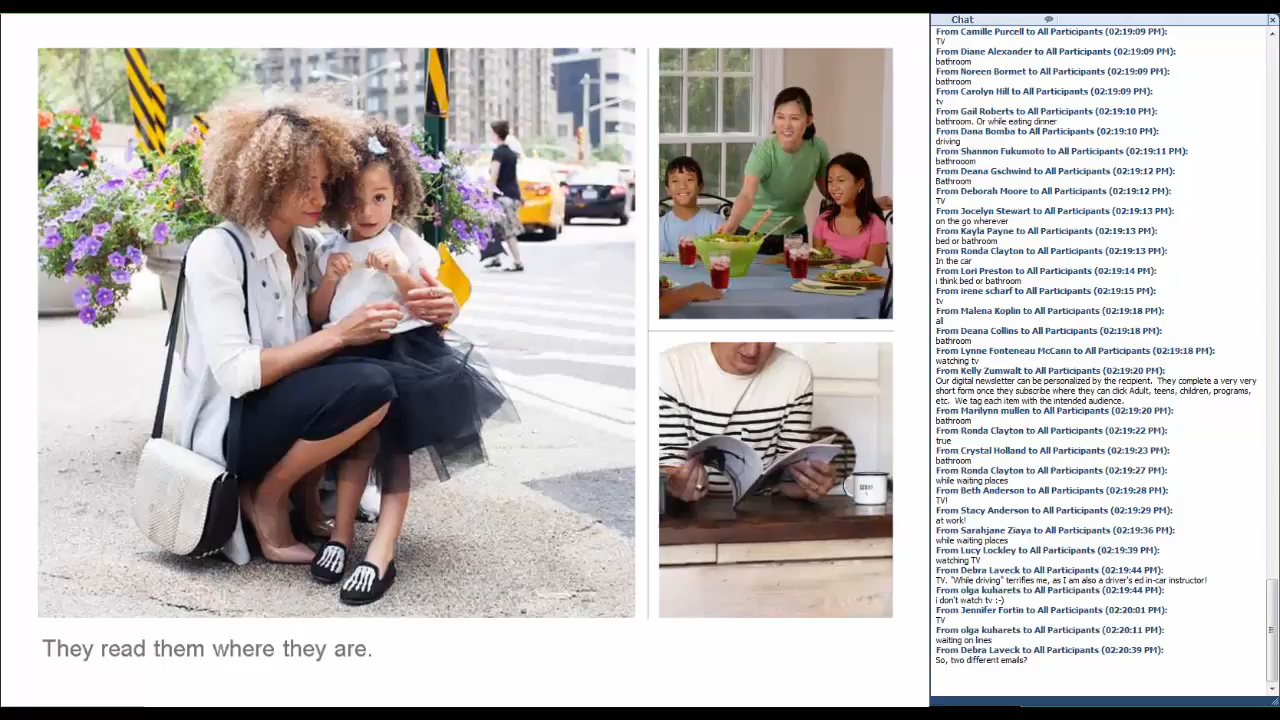 They read them where they are.
Chat
From Camille Purcell to All Participants (02:19:09 PM):
TV
From Diane Alexander to All Participants (02:19:09 PM):
bathroom
From Noreen Bormet to All Participants (02:19:09 PM):
bathroom
From Carolyn Hill to All Participants (02:19:09 PM):
tv
From Gail Roberts to All Participants (02:19:10 PM):
bathroom. Or while eating dinner
From Dana Bomba to All Participants (02:19:10 PM):
driving
From Shannon Fukumoto to All Participants (02:19:11 PM):
bathrooom
From Deana Gschwind to All Participants (02:19:12 PM):
Bathroom
From Deborah Moore to All Participants (02:19:12 PM):
TV
From Jocelyn Stewart to All Participants (02:19:13 PM):
on the go wherever
From Kayla Payne to All Participants (02:19:13 PM):
bed or bathroom
From Ronda Clayton to All Participants (02:19:13 PM):
In the car
From Lori Preston to All Participants (02:19:14 PM):
i think bed or bathroom
From irene scharf to All Participants (02:19:15 PM):
tv
From Malena Koplin to All Participants (02:19:18 PM):
all
From Deana Collins to All Participants (02:19:18 PM):
bathroom
From Lynne Fonteneau McCann to All Participants (02:19:18 PM):
watching tv
From Kelly Zumwalt to All Participants (02:19:20 PM):
Our digital newsletter can be personalized by the recipient.  They complete a very very
short form once they subscribe where they can click Adult, teens, children, programs,
etc.  We tag each item with the intended audience.
From Marilynn mullen to All Participants (02:19:20 PM):
bathroom
From Ronda Clayton to All Participants (02:19:22 PM):
true
From Crystal Holland to All Participants (02:19:23 PM):
bathroom
From Ronda Clayton to All Participants (02:19:27 PM):
while waiting places
From Beth Anderson to All Participants (02:19:28 PM):
TV!
From Stacy Anderson to All Participants (02:19:29 PM):
at work!
From Sarahjane Ziaya to All Participants (02:19:36 PM):
while waiting places
From Lucy Lockley to All Participants (02:19:39 PM):
watching TV
From Debra Laveck to All Participants (02:19:44 PM):
TV. "While driving" terrifies me, as I am also a driver's ed in-car instructor!
From olga kuharets to All Participants (02:19:44 PM):
i don't watch tv :-)
From Jennifer Fortin to All Participants (02:20:01 PM):
TV
From olga kuharets to All Participants (02:20:11 PM):
waiting on lines
From Debra Laveck to All Participants (02:20:39 PM):
So, two different emails?